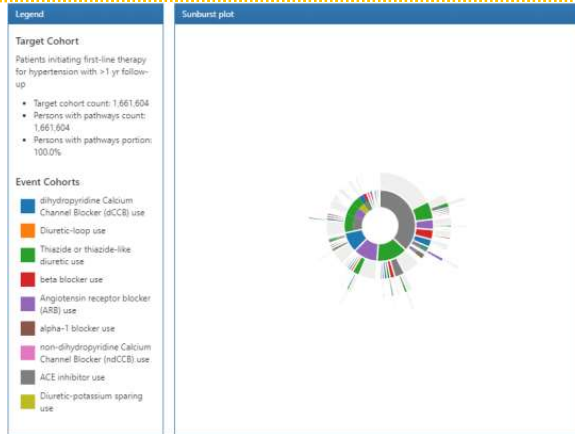 Legend
Sunburst plot
Target Cohort
Patients initiating first-line therapy
for hypertension with >1 yr follow-
up
Target cohort count: 1,661,604
Persons with pathways count:
1,661,604
Persons with pathways portion:
100.0%
Event Cohorts
dihydropyridine Calcium
Channel Blocker (dCCB) use
Diuretic-loop use
Thiazide or thiazide-like
diuretic use
beta blocker use
Angiotensin receptor blocker
(ARB) use
alpha-1 blocker use
non-dihydropyridine Calcium
Channel Blocker (ndCCB) use
ACE inhibitor use
Diuretic-potassium sparing
use